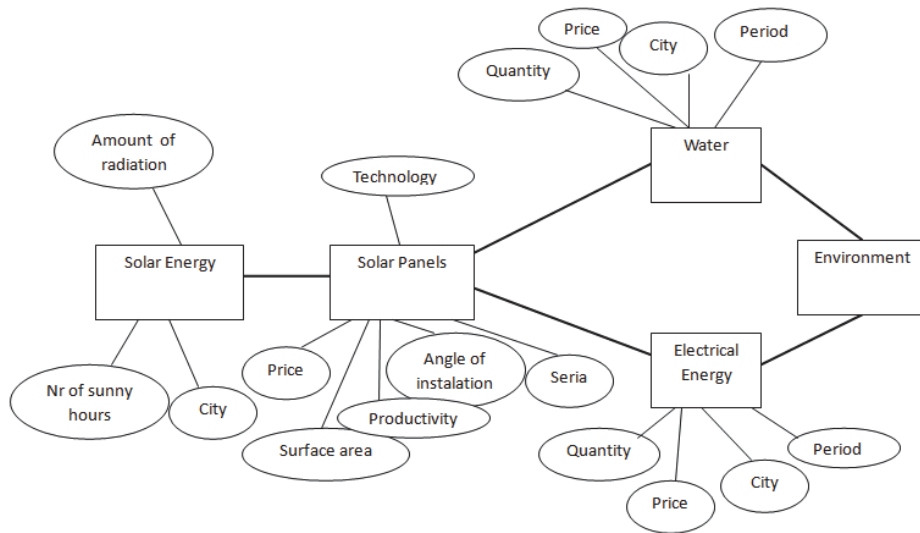 Price
City
Period
Quantity
Water
Amount of
radiation
Technology
Solar Energy
Solar Panels
Environment
Electrical
Energy
Price
Angle of
instalation
Seria
Nr of sunny
hours
City
Productivity
Surface area
Quantity
Period
Price
City